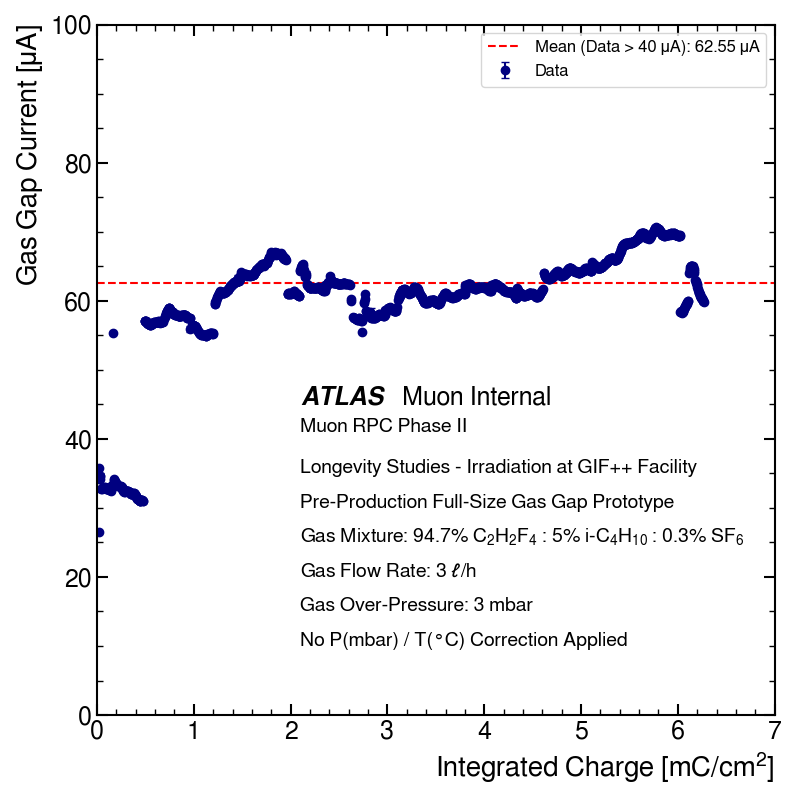 100
80
60
40
20
0
0 1 2 3 4 5 6 7
Gas Gap Current [μA]
Integrated Charge [mC/cm²]
Mean (Data > 40 μA): 62.55 μA
Data
ATLAS Muon Internal
Muon RPC Phase II
Longevity Studies - Irradiation at GIF++ Facility
Pre-Production Full-Size Gas Gap Prototype
Gas Mixture: 94.7% C₂H₂F₄ : 5% i-C₄H₁₀ : 0.3% SF₆
Gas Flow Rate: 3 ℓ/h
Gas Over-Pressure: 3 mbar
No P(mbar) / T(°C) Correction Applied